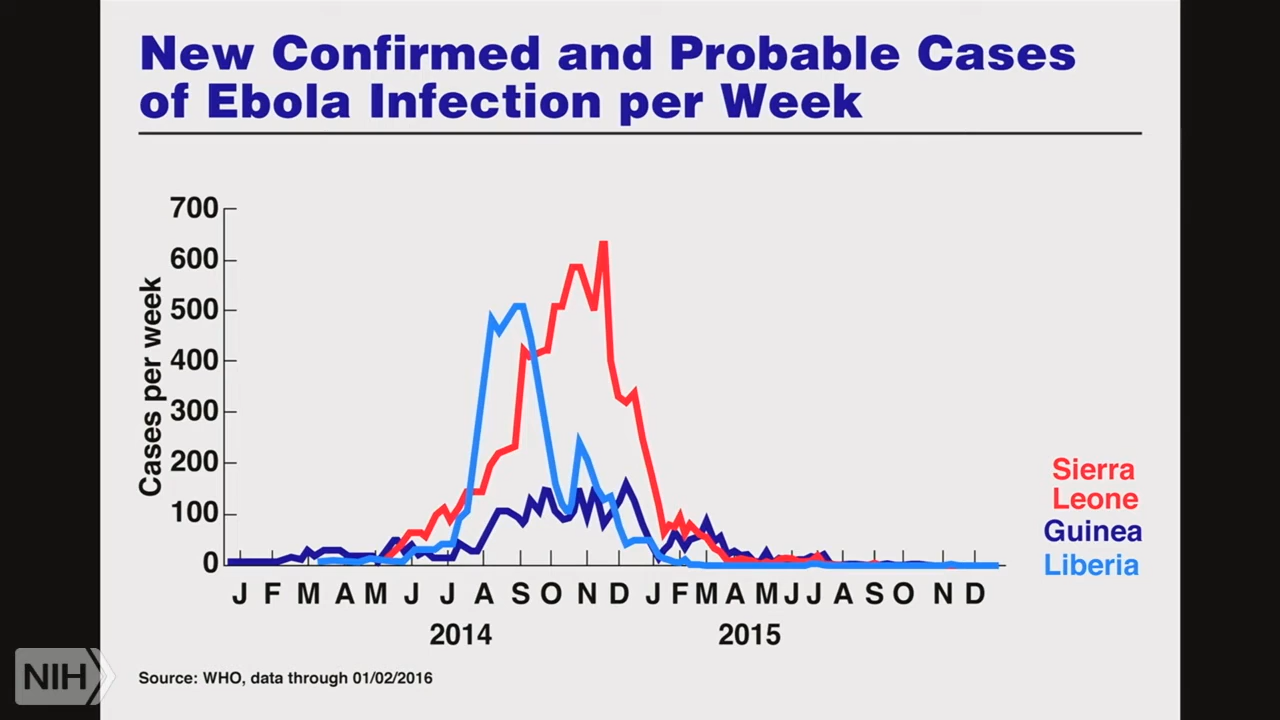 New Confirmed and Probable Cases
of Ebola Infection per Week
Cases per week
700
600
500
400
300
200
100
0
J F M A M J J A S O N D J F M A M J J A S O N D
2014 2015
Sierra
Leone
Guinea
Liberia
NIH
Source: WHO, data through 01/02/2016